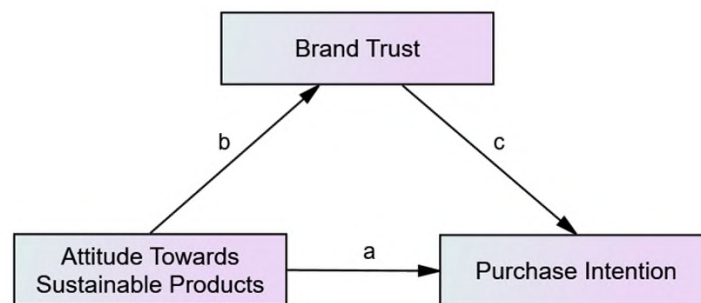 Brand Trust
b
c
Attitude Towards
Sustainable Products
a
Purchase Intention